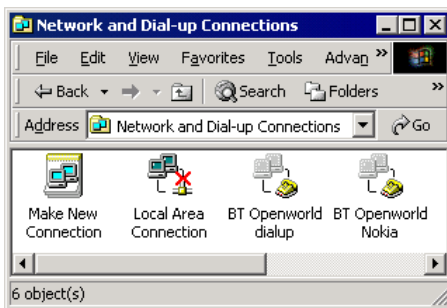 Network and Dial-up Connections
File Edit View Favorites Tools Advan »
Back Search Folders »
Address Network and Dial-up Connections Go
Make New Connection
Local Area Connection
BT Openworld dialup
BT Openworld Nokia
6 object(s)